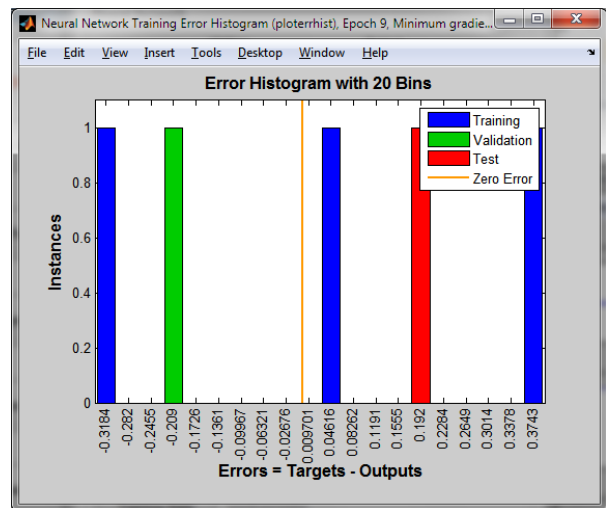 Neural Network Training Error Histogram (ploterrhist), Epoch 9, Minimum gradie...
File Edit View Insert Tools Desktop Window Help
Error Histogram with 20 Bins
Training
Validation
Test
Zero Error
1
0.8
0.6
0.4
0.2
0
Instances
-0.3184
-0.282
-0.2455
-0.209
-0.1726
-0.1361
-0.09967
-0.06321
-0.02676
0.009701
0.04616
0.08262
0.1191
0.1555
0.192
0.2284
0.2649
0.3014
0.3378
0.3743
Errors = Targets - Outputs